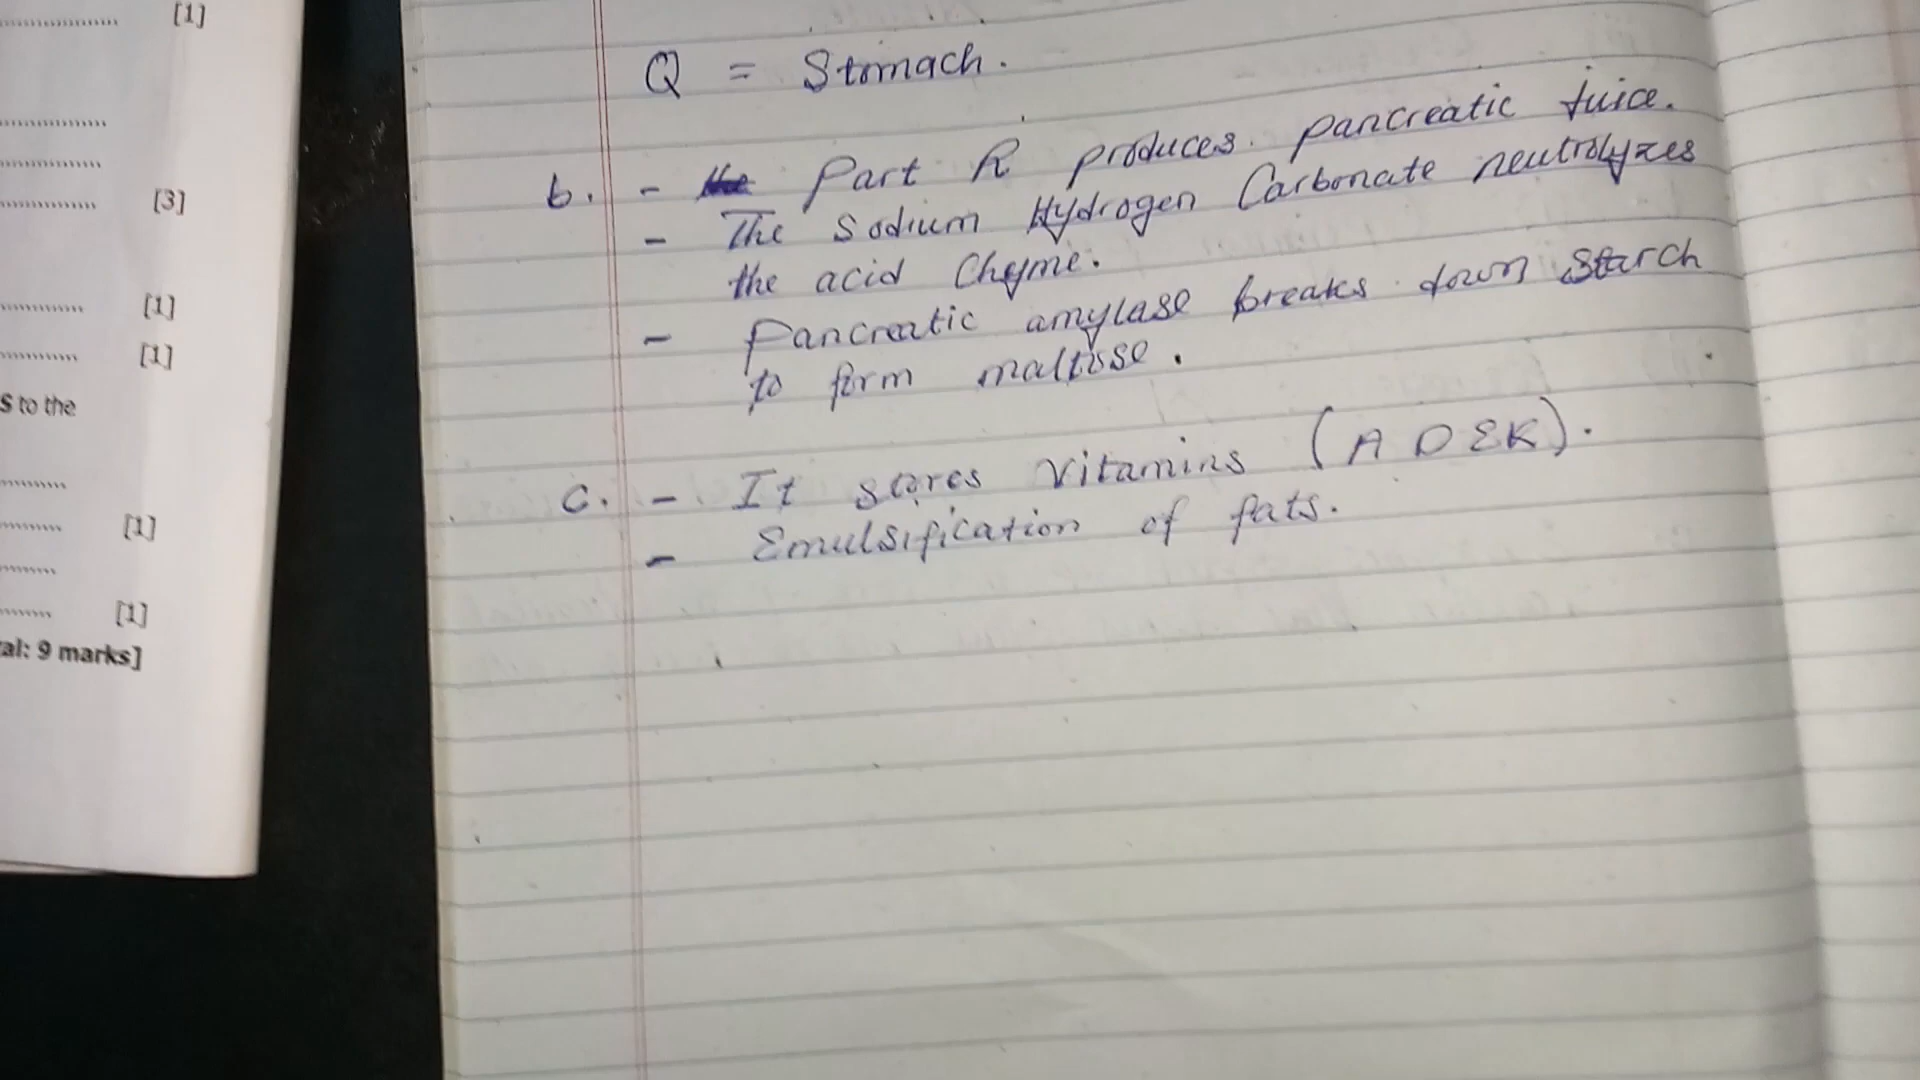 [1]
[3]
[1]
[1]
S to the
[1]
[1]
al: 9 marks]
Q = Stomach.
b. - Part R produces pancreatic juice.
- The Sodium Hydrogen Carbonate neutrolyzes
the acid Chyme.
- Pancreatic amylase breaks down starch
to form maltose.
c. - It stores Vitamins (A D E K).
- Emulsification of fats.